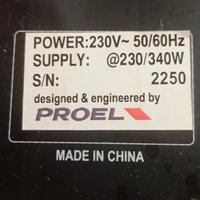 POWER:230V~ 50/60Hz
SUPPLY: @230/340W
S/N: 2250
designed & engineered by
PROEL
MADE IN CHINA